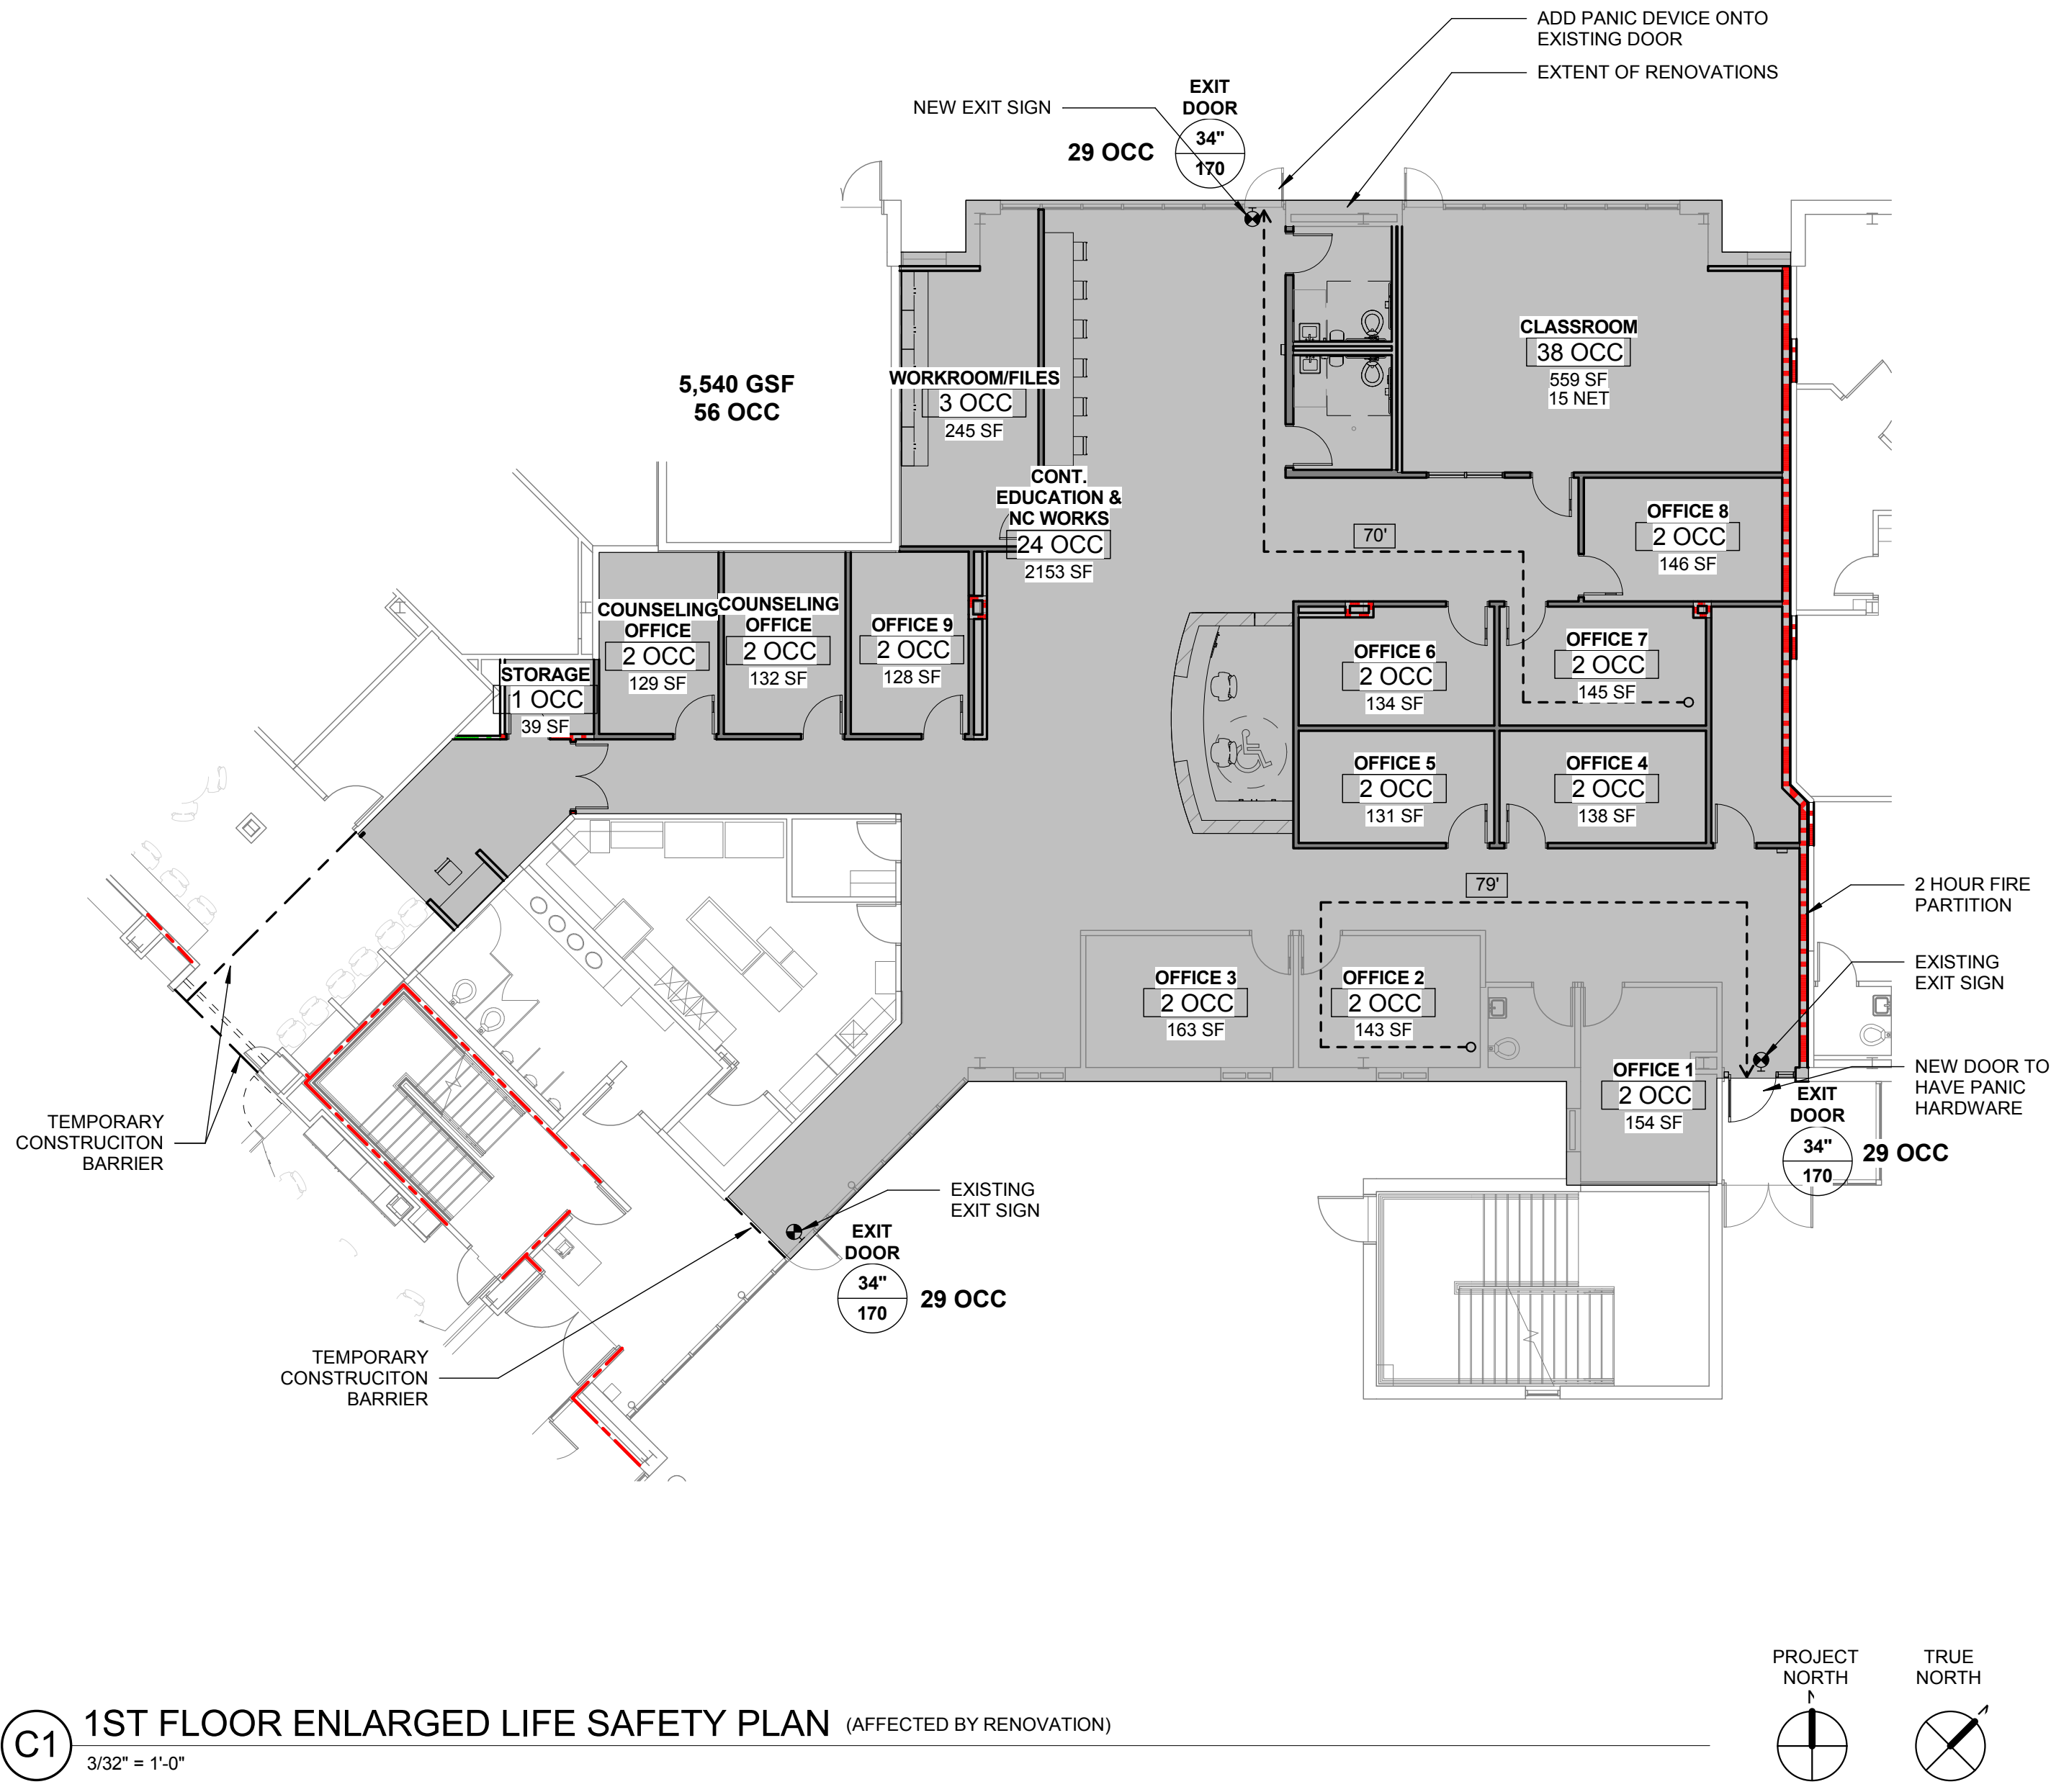 ADD PANIC DEVICE ONTO
EXISTING DOOR
EXTENT OF RENOVATIONS
NEW EXIT SIGN
EXIT
DOOR
34"
170
29 OCC
5,540 GSF
56 OCC
WORKROOM/FILES
3 OCC
245 SF
CLASSROOM
38 OCC
559 SF
15 NET
CONT.
EDUCATION &
NC WORKS
24 OCC
2153 SF
70'
OFFICE 8
2 OCC
146 SF
COUNSELING
OFFICE
2 OCC
129 SF
COUNSELING
OFFICE
2 OCC
132 SF
OFFICE 9
2 OCC
128 SF
STORAGE
1 OCC
39 SF
OFFICE 6
2 OCC
134 SF
OFFICE 7
2 OCC
145 SF
OFFICE 5
2 OCC
131 SF
OFFICE 4
2 OCC
138 SF
79'
2 HOUR FIRE
PARTITION
EXISTING
EXIT SIGN
OFFICE 3
2 OCC
163 SF
OFFICE 2
2 OCC
143 SF
OFFICE 1
2 OCC
154 SF
NEW DOOR TO
HAVE PANIC
HARDWARE
EXIT
DOOR
34"
170
29 OCC
TEMPORARY
CONSTRUCITON
BARRIER
EXISTING
EXIT SIGN
EXIT
DOOR
34"
170
29 OCC
TEMPORARY
CONSTRUCITON
BARRIER
PROJECT
NORTH
TRUE
NORTH
C1
1ST FLOOR ENLARGED LIFE SAFETY PLAN (AFFECTED BY RENOVATION)
3/32" = 1'-0"